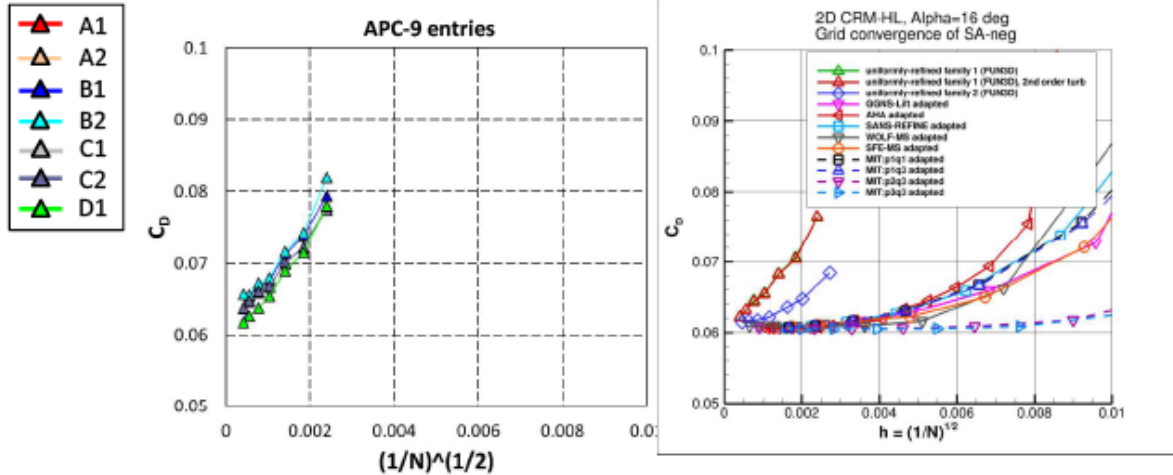 A1
A2
B1
B2
C1
C2
D1
APC-9 entries
0.1
0.09
0.08
0.07
0.06
0.05
C_D
0
0.002
0.004
0.006
0.008
0.01
(1/N)^(1/2)
2D CRM-HL, Alpha=16 deg
Grid convergence of SA-neg
uniformly-refined family 1 (FUN3D)
uniformly-refined family 1 (FUN3D), 2nd order turb
uniformly-refined family 2 (FUN3D)
GGNS-Lift adapted
AHA adapted
SANS-REFINE adapted
WOLF-MS adapted
SFE-MS adapted
MIT:p1q1 adapted
MIT:p1q3 adapted
MIT:p2q3 adapted
MIT:p3q3 adapted
0.1
0.09
0.08
0.07
0.06
0.05
C_D
0
0.002
0.004
0.006
0.008
0.01
h = (1/N)^1/2